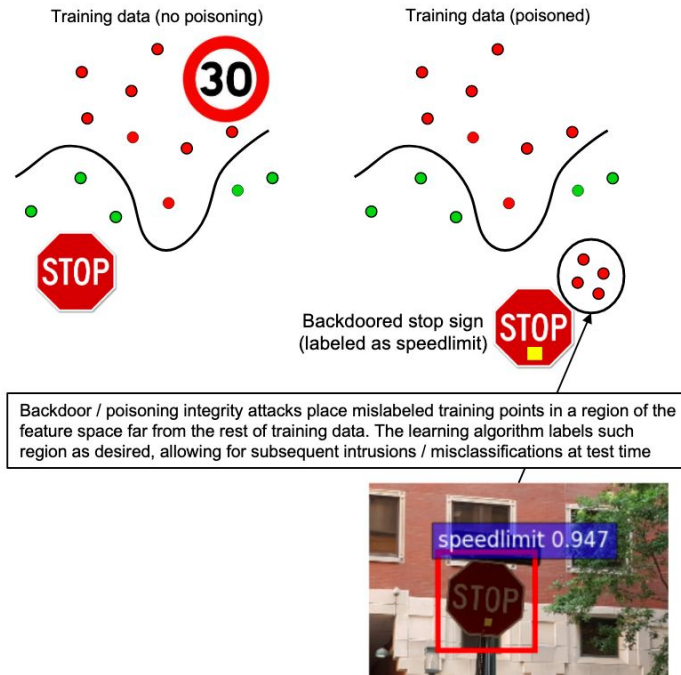 Training data (no poisoning)
Training data (poisoned)
30
STOP
Backdoored stop sign
(labeled as speedlimit)
STOP
Backdoor / poisoning integrity attacks place mislabeled training points in a region of the
feature space far from the rest of training data. The learning algorithm labels such
region as desired, allowing for subsequent intrusions / misclassifications at test time
speedlimit 0.947
STOP